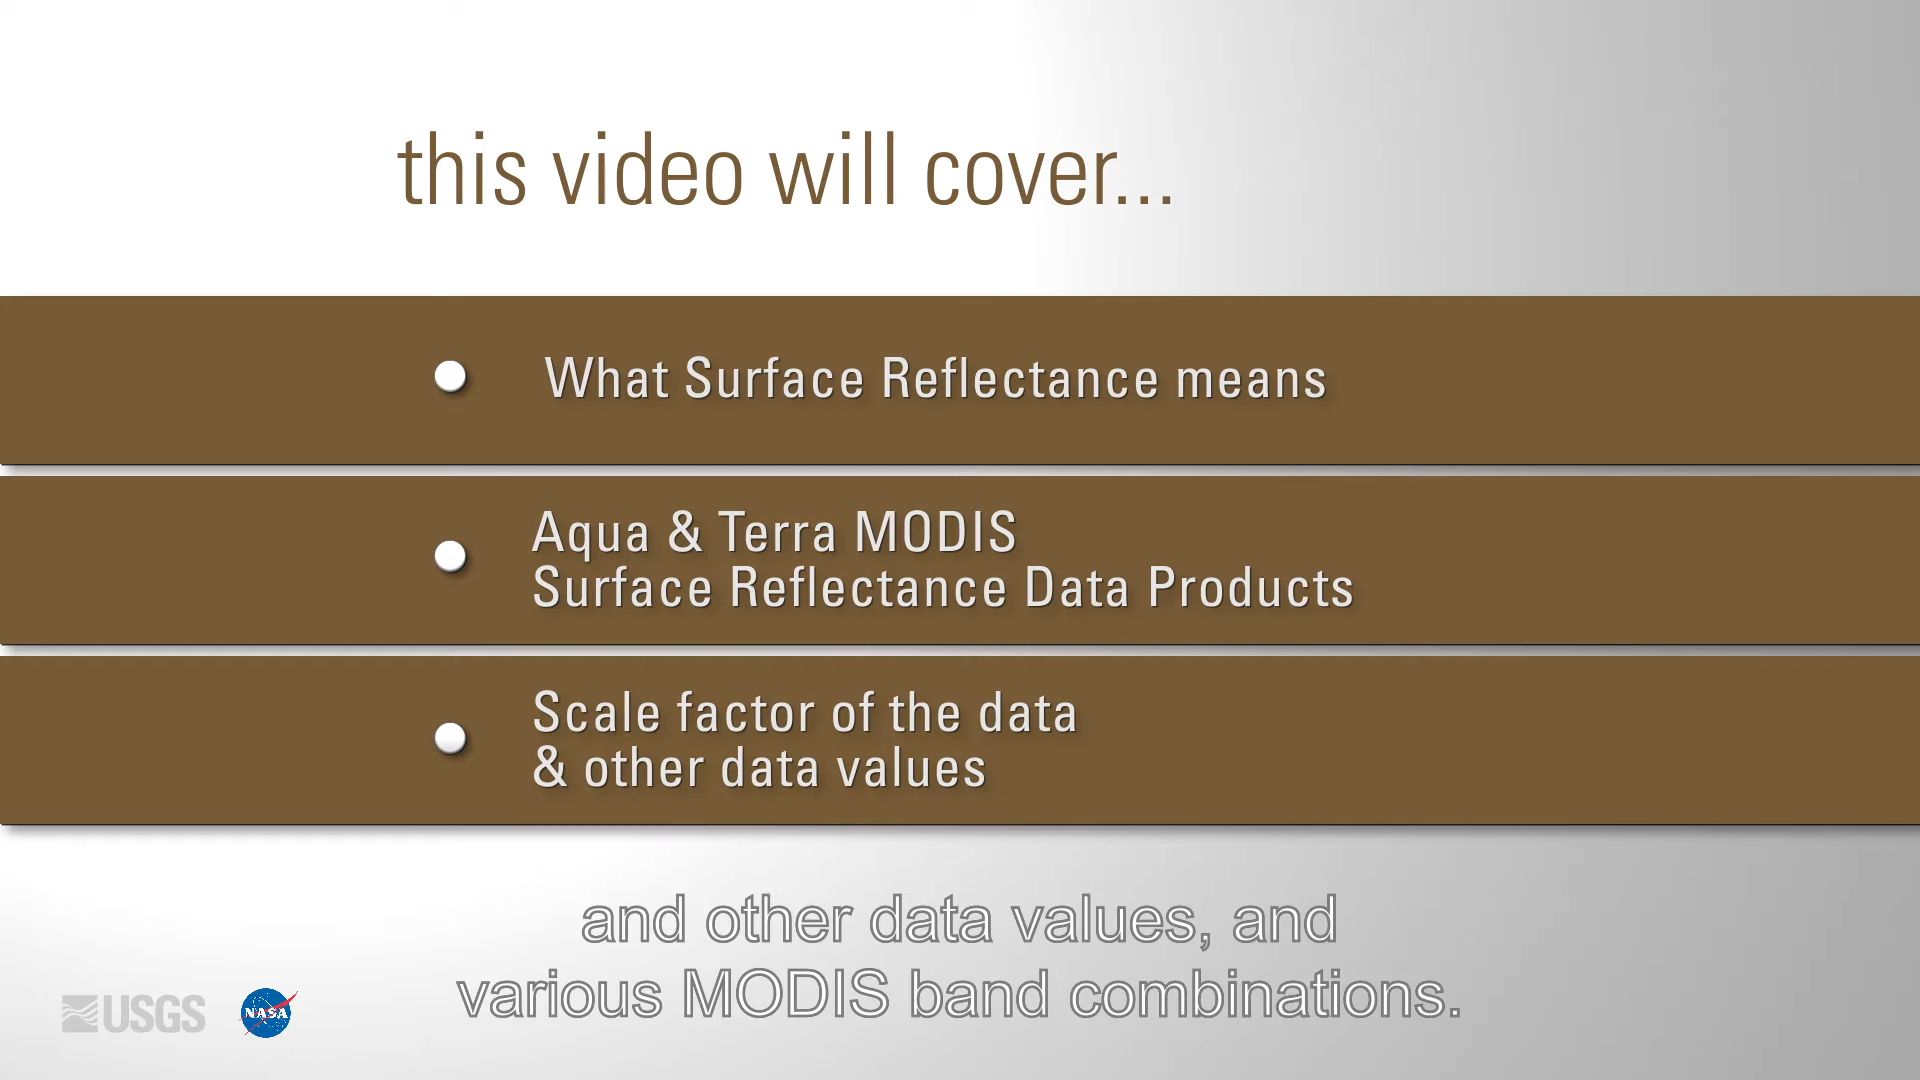 this video will cover...
What Surface Reflectance means
Aqua & Terra MODIS
Surface Reflectance Data Products
Scale factor of the data
& other data values
and other data values, and
various MODIS band combinations.
USGS
NASA